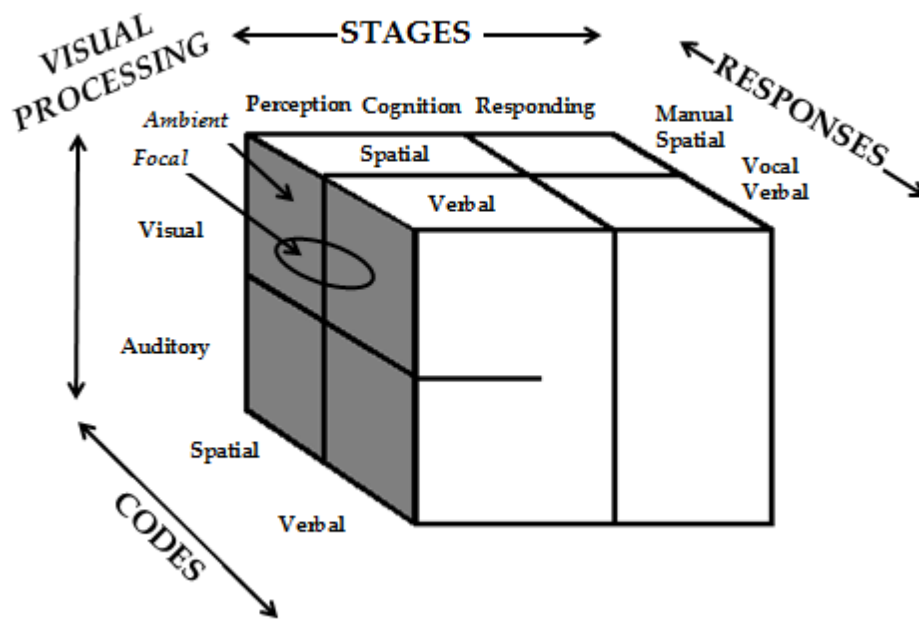 VISUAL
PROCESSING
STAGES
RESPONSES
Perception Cognition Responding
Ambient
Focal
Manual
Spatial
Vocal
Verbal
Spatial
Verbal
Visual
Auditory
Spatial
Verbal
CODES